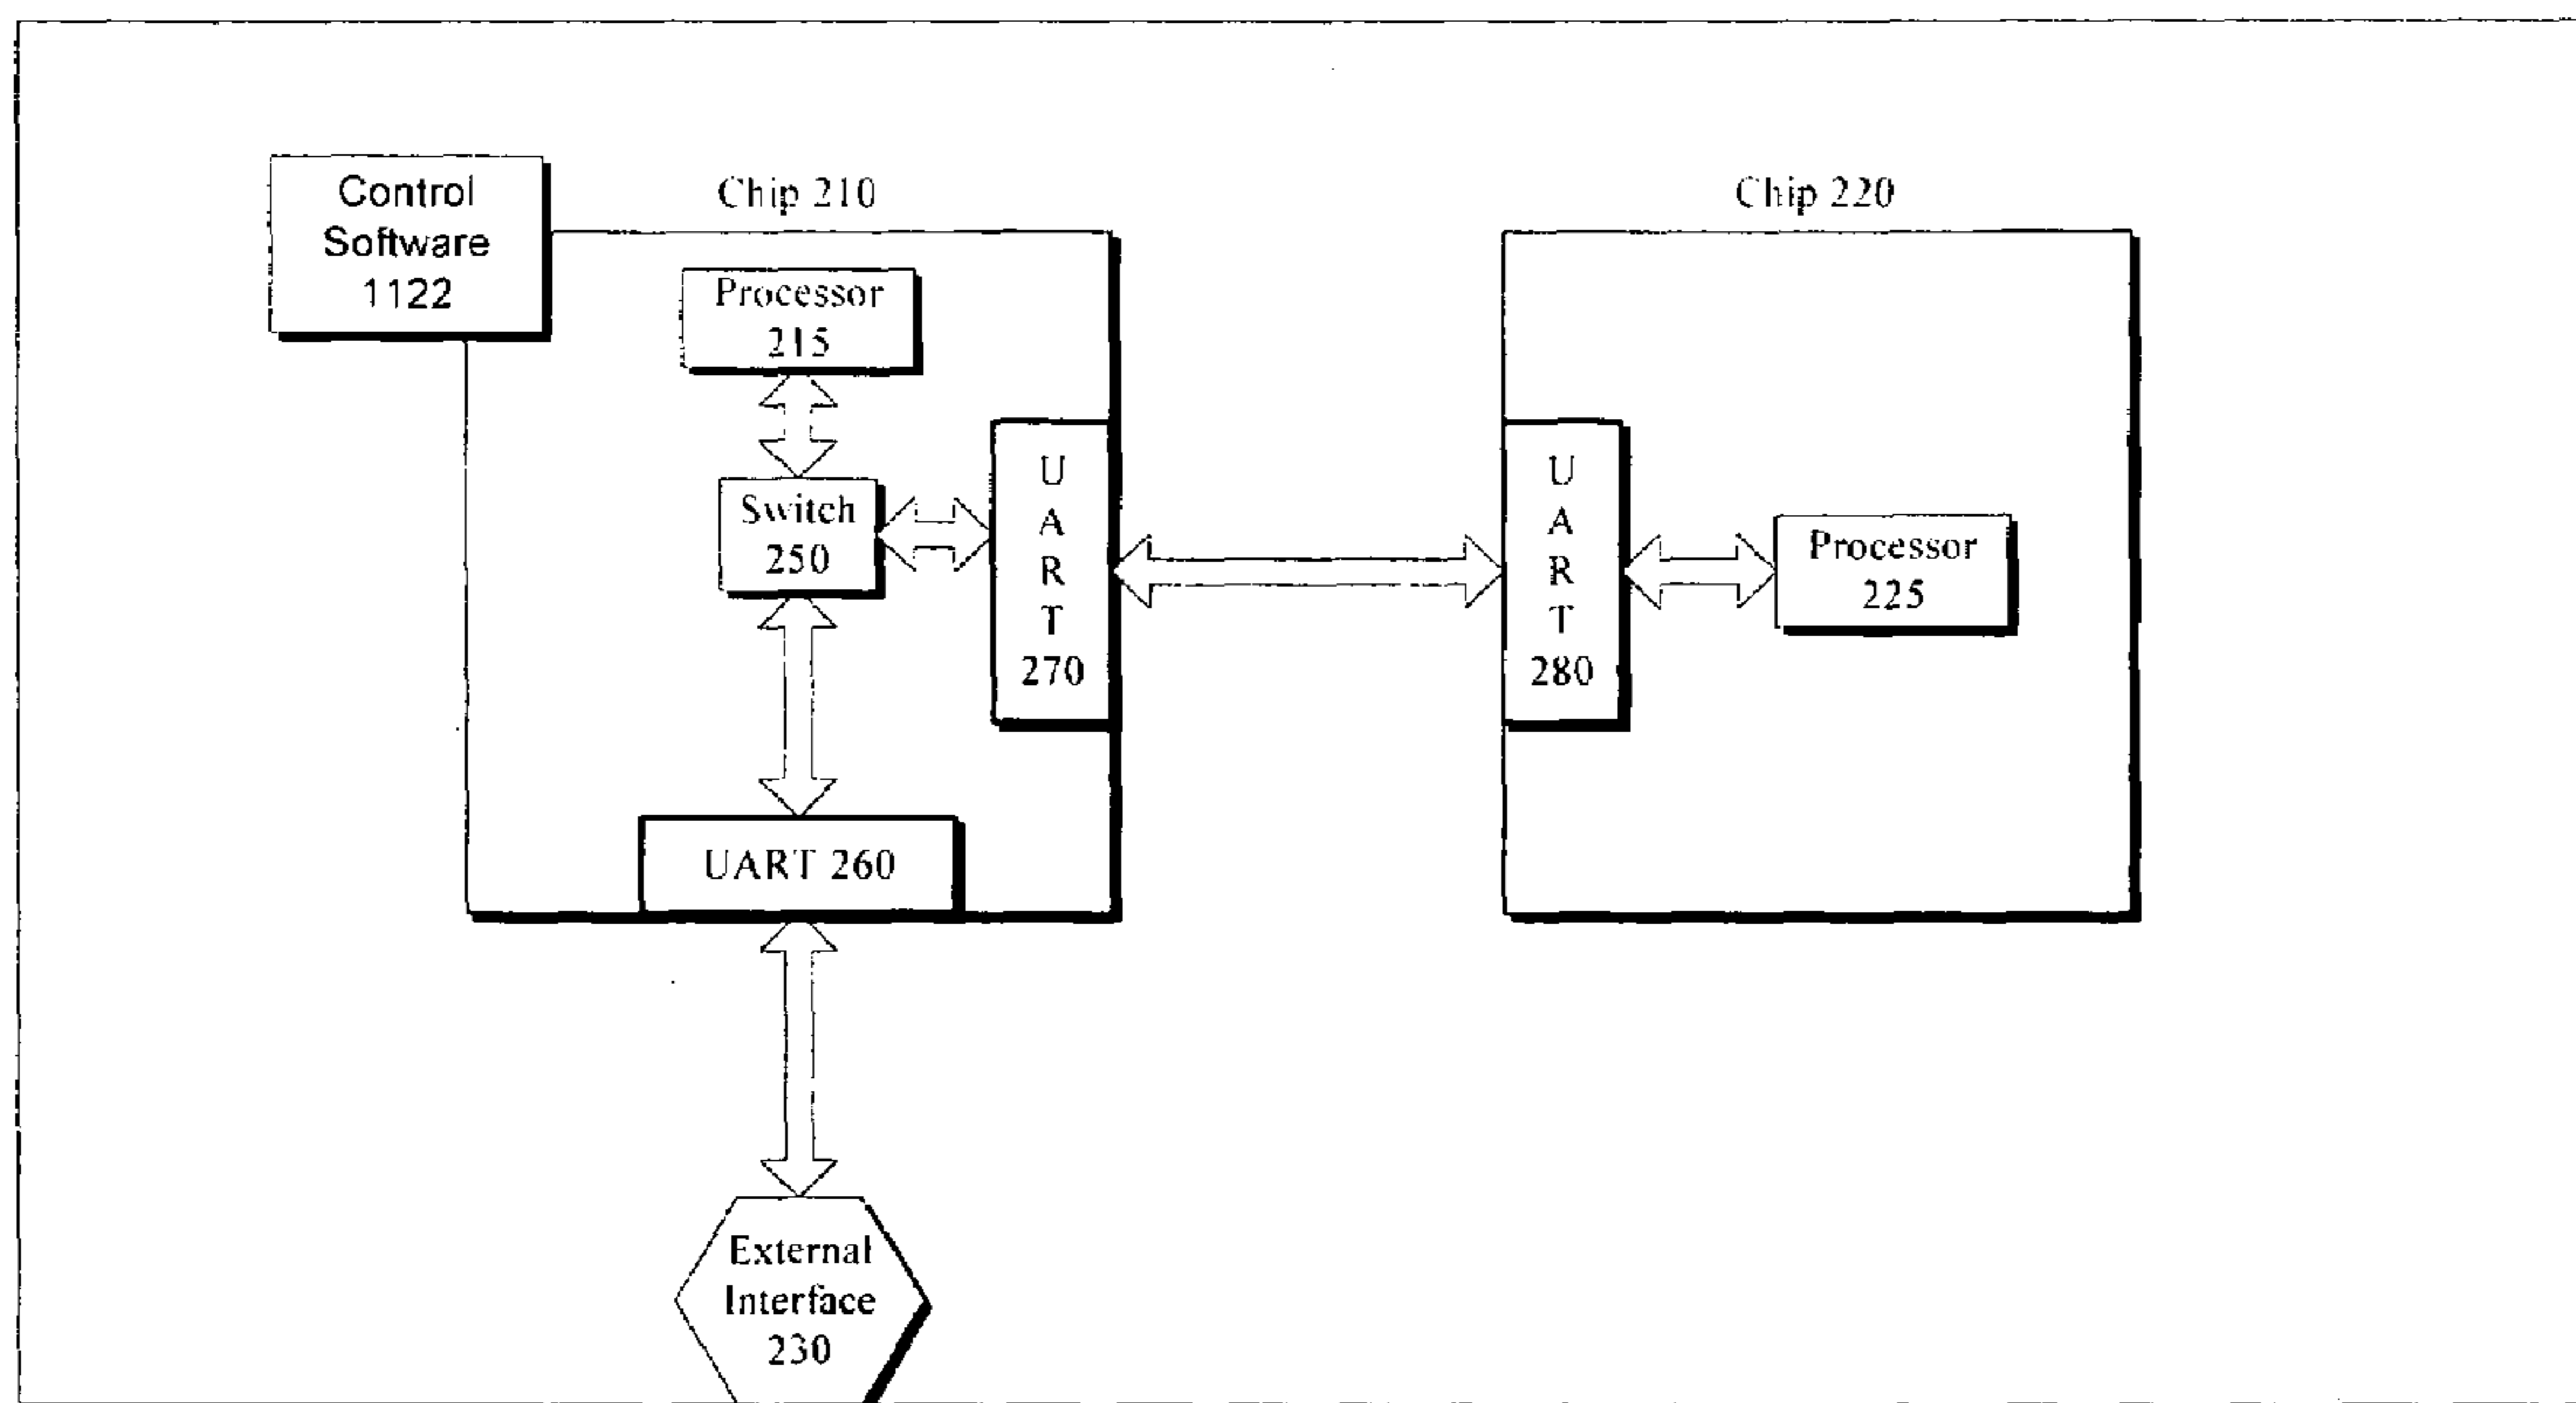 Control
Software
1122
Chip 210
Processor
215
Switch
250
U
A
R
T
270
UART 260
External
Interface
230
Chip 220
U
A
R
T
280
Processor
225